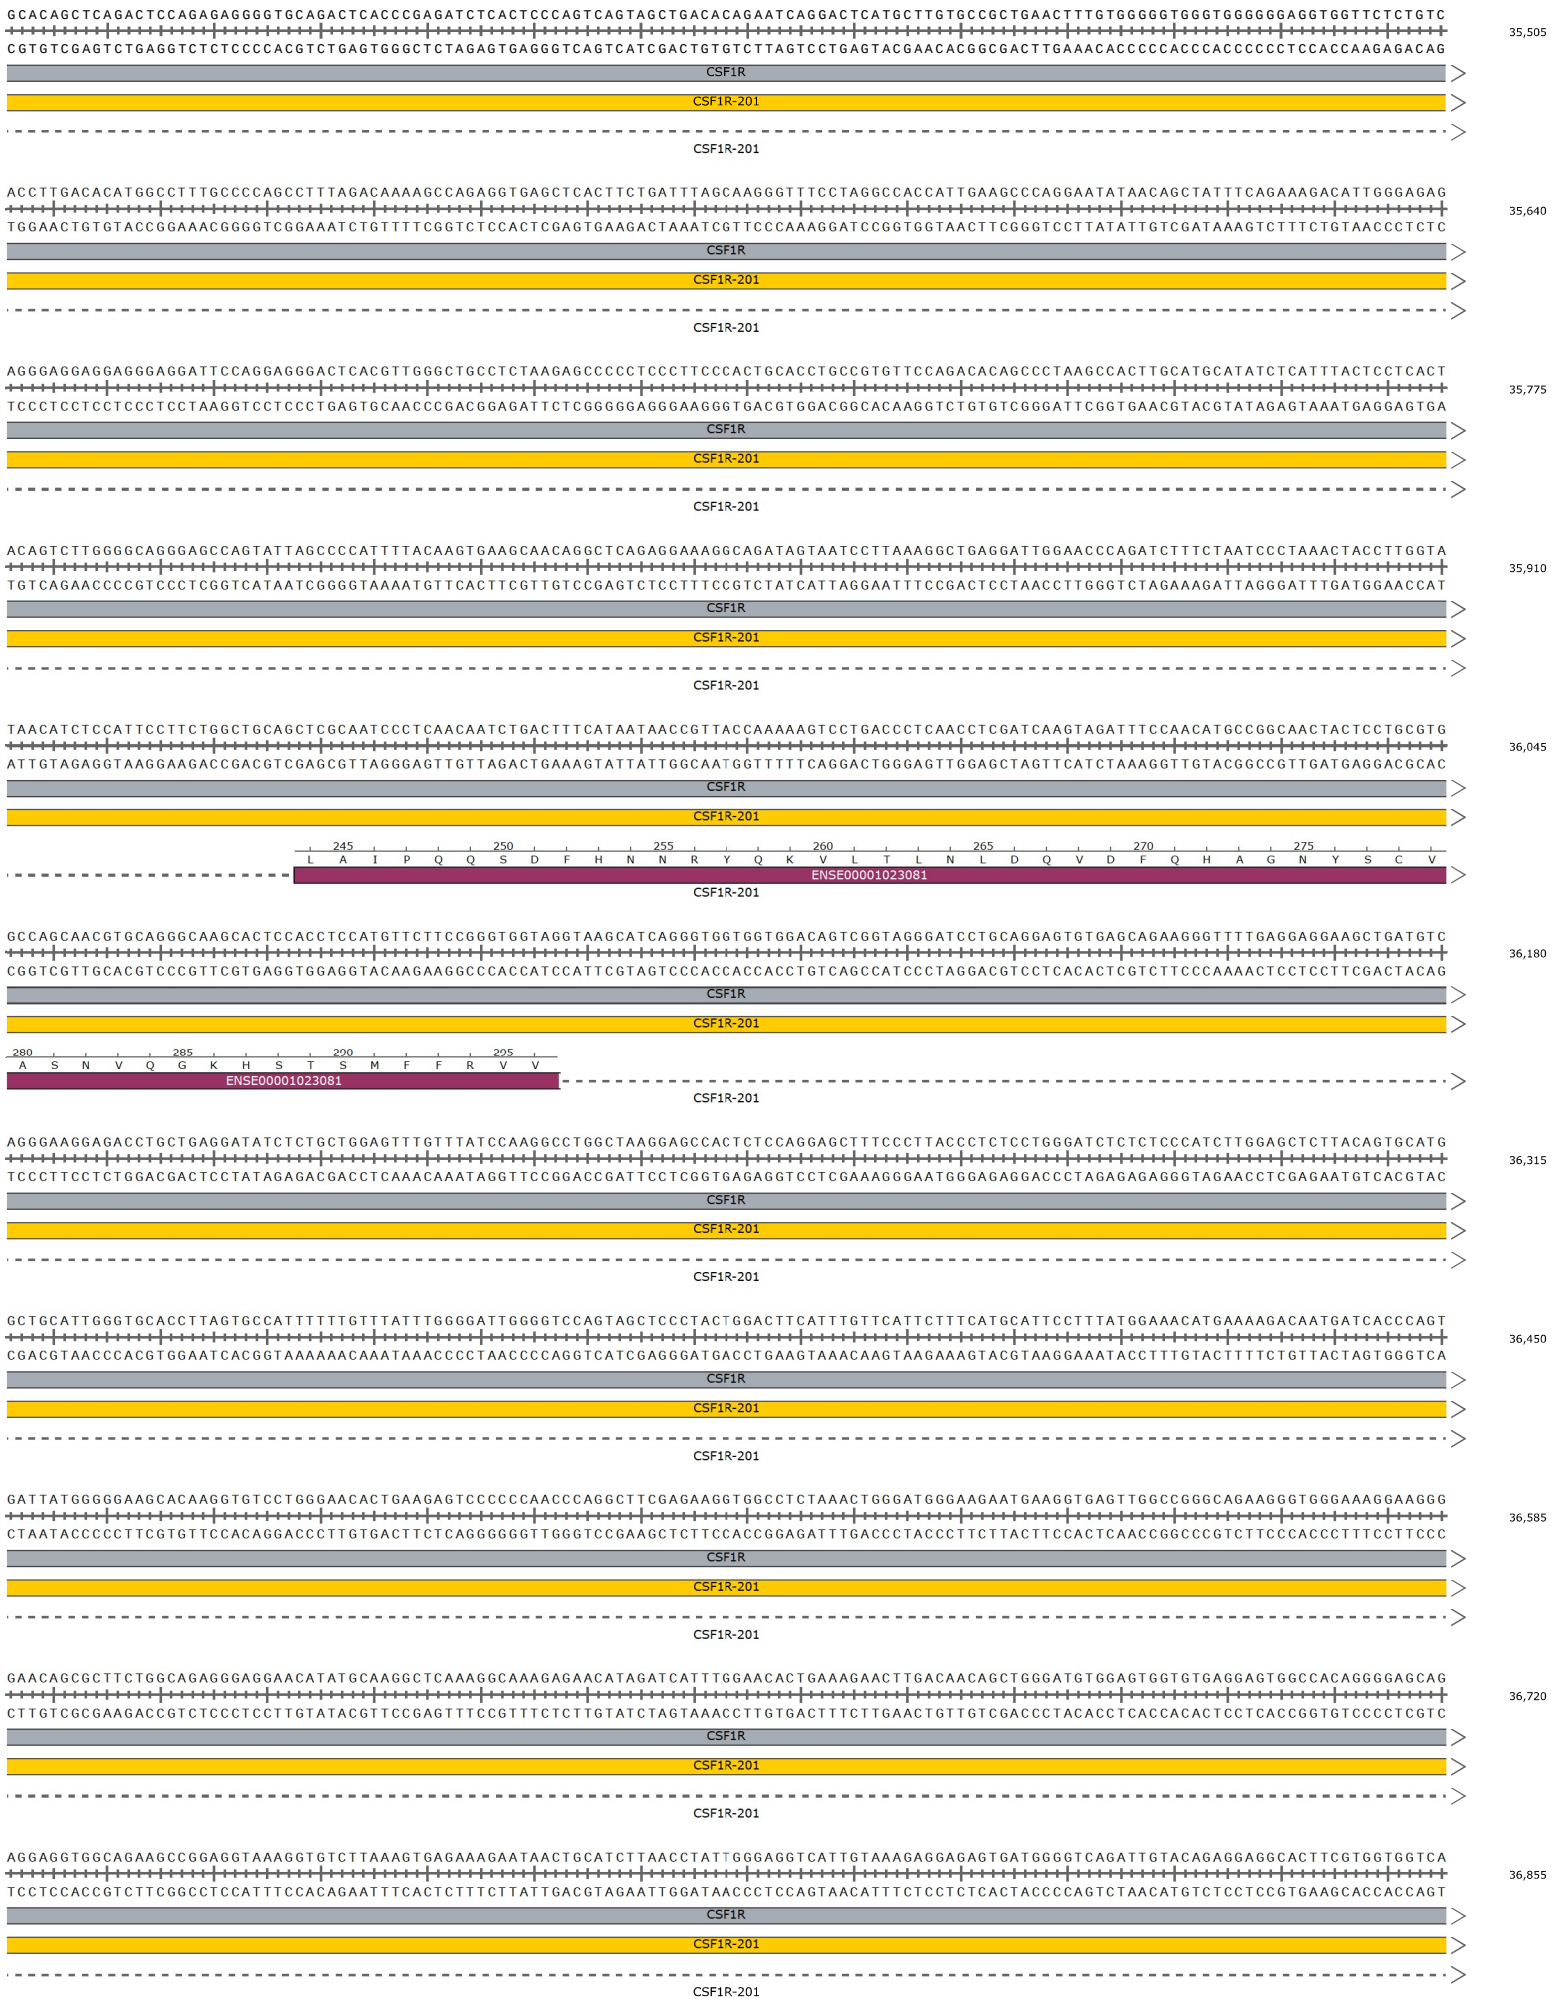 GCACAGCTCAGACTCCAGAGAGGGGTGCAGACTCACCCGAGATCTCACTCCCAGTCAGTAGCTGACACAGAATCAGGACTCATGCTTGTGCCGCTGAACTTTGTGGGGGTGGGTGGGGGGAGGTGGTTCTCTGTC
35,505
CGTGTCGAGTCTGAGGTCTCTCCCCACGTCTGAGTGGGCTCTAGAGTGAGGGTCAGTCATCGACTGTGTCTTAGTCCTGAGTACGAACACGGCGACTTGAAACACCCCCACCCACCCCCCTCCACCAAGAGACAG
CSF1R
CSF1R-201
CSF1R-201
ACCTTGACACATGGCCTTTGCCCCAGCCTTTAGACAAAAGCCAGAGGTGAGCTCACTTCTGATTTAGCAAGGGTTTCCTAGGCCACCATTGAAGCCCAGGAATATAACAGCTATTTCAGAAAGACATTGGGAGAG
35,640
TGGAACTGTGTACCGGAAACGGGGTCGGAAATCTGTTTTCGGTCTCCACTCGAGTGAAGACTAAATCGTTCCCAAAGGATCCGGTGGTAACTTCGGGTCCTTATATTGTCGATAAAGTCTTTCTGTAACCCTCTC
CSF1R
CSF1R-201
CSF1R-201
AGGGAGGAGGAGGGAGGATTCCAGGAGGGACTCACGTTGGGCTGCCTCTAAGAGCCCCCTCCCTTCCCACTGCACCTGCCGTGTTCCAGACACAGCCCTAAGCCACTTGCATGCATATCTCATTTACTCCTCACT
35,775
TCCCTCCTCCTCCCTCCTAAGGTCCTCCCTGAGTGCAACCCGACGGAGATTCTCGGGGGAGGGAAGGGTGACGTGGACGGCACAAGGTCTGTGTCGGGATTCGGTGAACGTACGTATAGAGTAAATGAGGAGTGA
CSF1R
CSF1R-201
CSF1R-201
ACAGTCTTGGGGCAGGGAGCCAGTATTAGCCCCATTTTACAAGTGAAGCAACAGGCTCAGAGGAAAGGCAGATAGTAATCCTTAAAGGCTGAGGATTGGAACCCAGATCTTTCTAATCCCTAAACTACCTTGGTA
35,910
TGTCAGAACCCCGTCCCTCGGTCATAATCGGGGTAAAATGTTCACTTCGTTGTCCGAGTCTCCTTTCCGTCTATCATTAGGAATTTCCGACTCCTAACCTTGGGTCTAGAAAGATTAGGGATTTGATGGAACCAT
CSF1R
CSF1R-201
CSF1R-201
TAACATCTCCATTCCTTCTGGCTGCAGCTCGCAATCCCTCAACAATCTGACTTTCATAATAACCGTTACCAAAAAGTCCTGACCCTCAACCTCGATCAAGTAGATTTCCAACATGCCGGCAACTACTCCTGCGTG
36,045
ATTGTAGAGGTAAGGAAGACCGACGTCGAGCGTTAGGGAGTTGTTAGACTGAAAGTATTATTGGCAATGGTTTTTCAGGACTGGGAGTTGGAGCTAGTTCATCTAAAGGTTGTACGGCCGTTGATGAGGACGCAC
CSF1R
CSF1R-201
245 250 255 260 265 270 275
L A I P Q Q S D F H N N R Y Q K V L T L N L D Q V D F Q H A G N Y S C V
ENSE00001023081
CSF1R-201
GCCAGCAACGTGCAGGGCAAGCACTCCACCTCCATGTTCTTCCGGGTGGTAGGTAAGCATCAGGGTGGTGGTGGACAGTCGGTAGGGATCCTGCAGGAGTGTGAGCAGAAGGGTTTTGAGGAGGAAGCTGATGTC
36,180
CGGTCGTTGCACGTCCCGTTCGTGAGGTGGAGGTACAAGAAGGCCCACCATCCATTCGTAGTCCCACCACCACCTGTCAGCCATCCCTAGGACGTCCTCACACTCGTCTTCCCAAAACTCCTCCTTCGACTACAG
CSF1R
CSF1R-201
280 285 290 295
A S N V Q G K H S T S M F F R V V
ENSE00001023081
CSF1R-201
AGGGAAGGAGACCTGCTGAGGATATCTCTGCTGGAGTTTGTTTATCCAAGGCCTGGCTAAGGAGCCACTCTCCAGGAGCTTTCCCTTACCCTCTCCTGGGATCTCTCTCCCATCTTGGAGCTCTTACAGTGCATG
36,315
TCCCTTCCTCTGGACGACTCCTATAGAGACGACCTCAAACAAATAGGTTCCGGACCGATTCCTCGGTGAGAGGTCCTCGAAAGGGAATGGGAGAGGACCCTAGAGAGAGGGTAGAACCTCGAGAATGTCACGTAC
CSF1R
CSF1R-201
CSF1R-201
GCTGCATTGGGTGCACCTTAGTGCCATTTTTTGTTTATTTGGGGATTGGGGTCCAGTAGCTCCCTACTGGACTTCATTTGTTCATTCTTTCATGCATTCCTTTATGGAAACATGAAAAGACAATGATCACCCAGT
36,450
CGACGTAACCCACGTGGAATCACGGTAAAAAACAAATAAACCCCTAACCCCAGGTCATCGAGGGATGACCTGAAGTAAACAAGTAAGAAAGTACGTAAGGAAATACCTTTGTACTTTTCTGTTACTAGTGGGTCA
CSF1R
CSF1R-201
CSF1R-201
GATTATGGGGGAAGCACAAGGTGTCCTGGGAACACTGAAGAGTCCCCCCAACCCAGGCTTCGAGAAGGTGGCCTCTAAACTGGGATGGGAAGAATGAAGGTGAGTTGGCCGGGCAGAAGGGTGGGAAAGGAAGGG
36,585
CTAATACCCCCTTCGTGTTCCACAGGACCCTTGTGACTTCTCAGGGGGGTTGGGTCCGAAGCTCTTCCACCGGAGATTTGACCCTACCCTTCTTACTTCCACTCAACCGGCCCGTCTTCCCACCCTTTCCTTCCC
CSF1R
CSF1R-201
CSF1R-201
GAACAGCGCTTCTGGCAGAGGGAGGAACATATGCAAGGCTCAAAGGCAAAGAGAACATAGATCATTTGGAACACTGAAAGAACTTGACAACAGCTGGGATGTGGAGTGGTGTGAGGAGTGGCCACAGGGGAGCAG
36,720
CTTGTCGCGAAGACCGTCTCCCTCCTTGTATACGTTCCGAGTTTCCGTTTCTCTTGTATCTAGTAAACCTTGTGACTTTCTTGAACTGTTGTCGACCCTACACCTCACCACACTCCTCACCGGTGTCCCCTCGTC
CSF1R
CSF1R-201
CSF1R-201
AGGAGGTGGCAGAAGCCGGAGGTAAAGGTGTCTTAAAGTGAGAAAGAATAACTGCATCTTAACCTATTGGGAGGTCATTGTAAAGAGGAGAGTGATGGGGTCAGATTGTACAGAGGAGGCACTTCGTGGTGGTCA
36,855
TCCTCCACCGTCTTCGGCCTCCATTTCCACAGAATTTCACTCTTTCTTATTGACGTAGAATTGGATAACCCTCCAGTAACATTTCTCCTCTCACTACCCCAGTCTAACATGTCTCCTCCGTGAAGCACCACCAGT
CSF1R
CSF1R-201
CSF1R-201